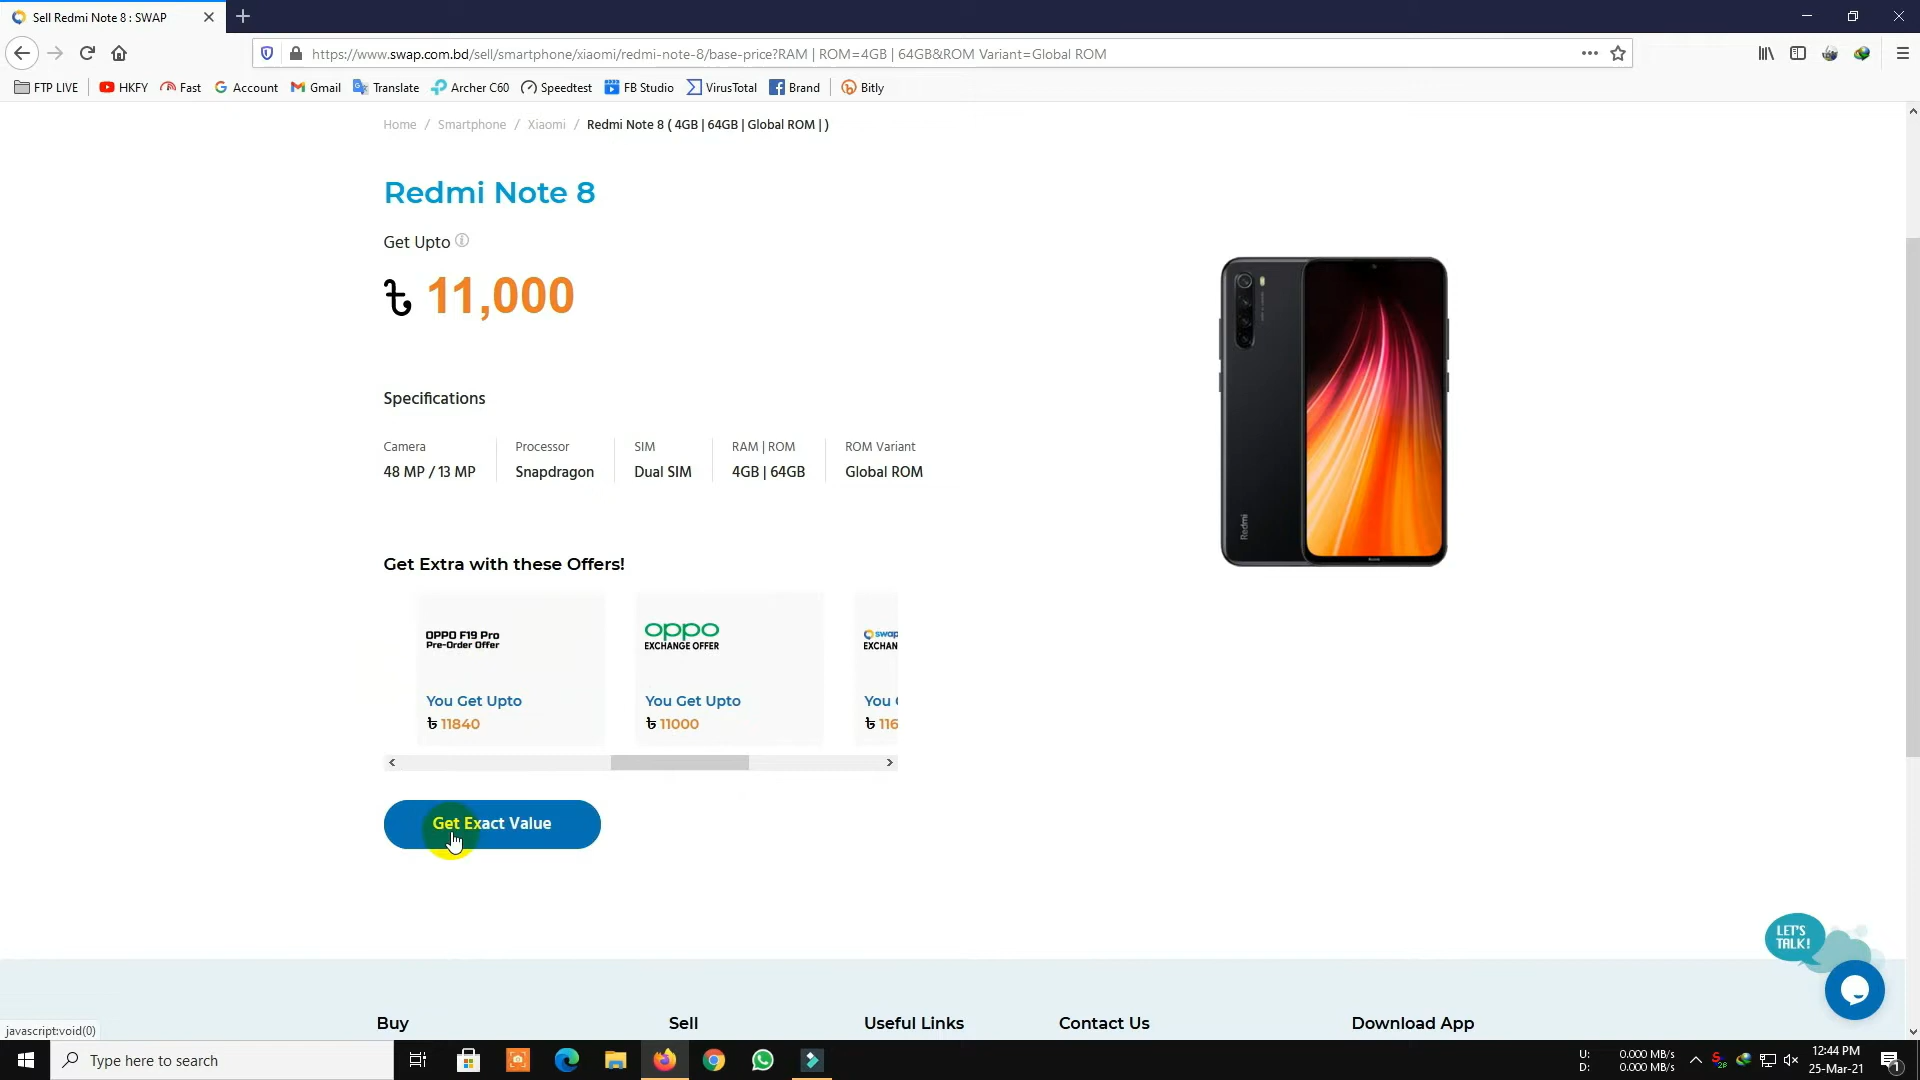 Sell Redmi Note 8 : SWAP
https://www.swap.com.bd/sell/smartphone/xiaomi/redmi-note-8/base-price?RAM | ROM=4GB | 64GB&ROM Variant=Global ROM
FTP LIVE HKFY Fast Account Gmail Translate Archer C60 Speedtest FB Studio VirusTotal Brand Bitly
Home / Smartphone / Xiaomi / Redmi Note 8 ( 4GB | 64GB | Global ROM | )
Redmi Note 8
Get Upto
৳ 11,000
Specifications
Camera Processor SIM RAM | ROM ROM Variant
48 MP / 13 MP Snapdragon Dual SIM 4GB | 64GB Global ROM
Redmi
Get Extra with these Offers!
OPPO F19 Pro
Pre-Order Offer
You Get Upto
৳ 11840
oppo
EXCHANGE OFFER
You Get Upto
৳ 11000
swap
EXCHAN
You
৳ 116
Get Exact Value
LET'S
TALK!
Buy Sell Useful Links Contact Us Download App
javascript:void(0)
Type here to search
U: 0.000 MB/s
D: 0.000 MB/s
12:44 PM
25-Mar-21
1